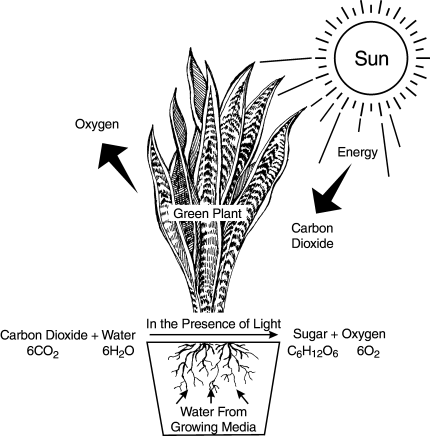 Sun
Oxygen
Energy
Green Plant
Carbon
Dioxide
In the Presence of Light
Carbon Dioxide + Water
6CO₂ 6H₂O
Sugar + Oxygen
C₆H₁₂O₆ 6O₂
Water From
Growing Media